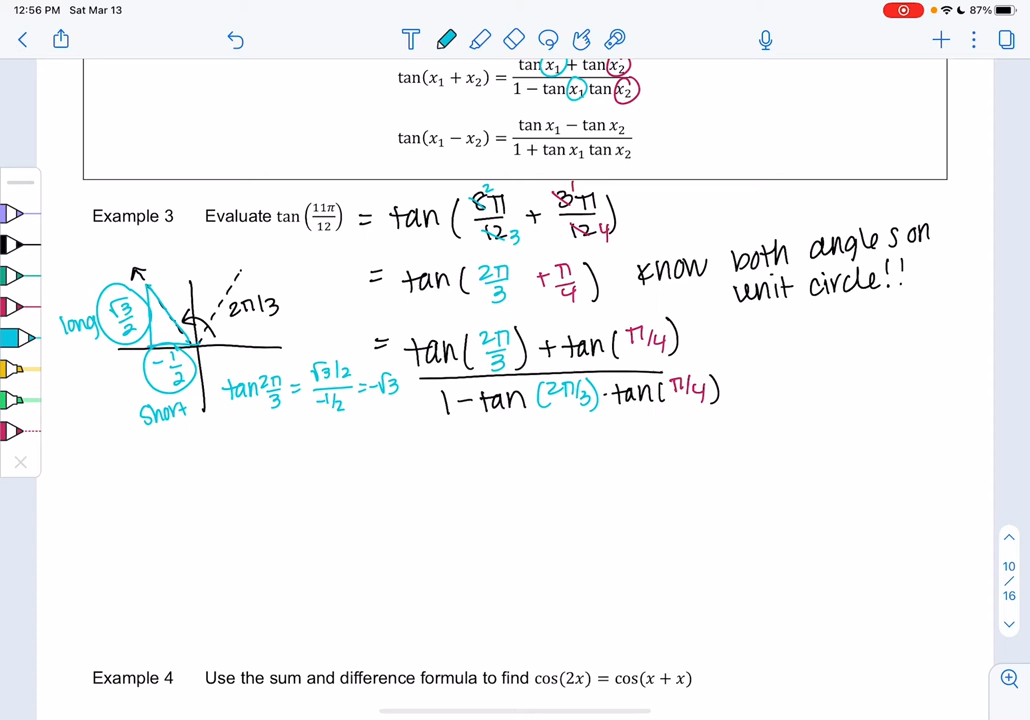 12:56 PM Sat Mar 13
87%
tan(x₁ + x₂) = (tan x₁ + tan x₂) / (1 − tan x₁ tan x₂)
tan(x₁ − x₂) = (tan x₁ − tan x₂) / (1 + tan x₁ tan x₂)
Example 3 Evaluate tan (11π/12) = tan ( 8π/12 + 3π/12 )
2 3 1 4
= tan ( 2π/3 + π/4 ) know both angles on
unit circle!!
2π/3
long √3/2
-1/2
short
tan 2π/3 = √3/2 / -1/2 = -√3
= tan( 2π/3 ) + tan( π/4 )
1 - tan (2π/3) · tan( π/4 )
10
/
16
Example 4 Use the sum and difference formula to find cos(2x) = cos(x + x)